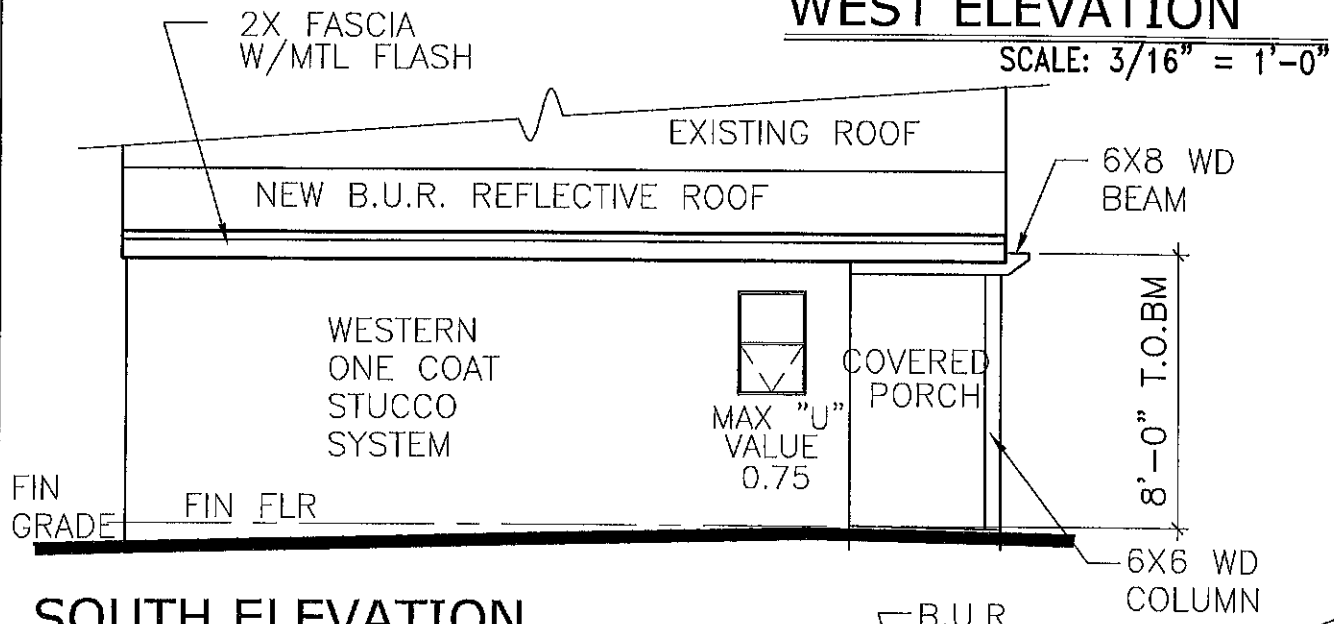 WEST ELEVATION
SCALE: 3/16" = 1'-0"
2X FASCIA
W/MTL FLASH
EXISTING ROOF
6X8 WD
BEAM
NEW B.U.R. REFLECTIVE ROOF
WESTERN
ONE COAT
STUCCO
SYSTEM
MAX "U"
VALUE
0.75
COVERED
PORCH
8'-0" T.O.BM
FIN
GRADE
FIN FLR
6X6 WD
COLUMN
SOUTH ELEVATION
B.U.R